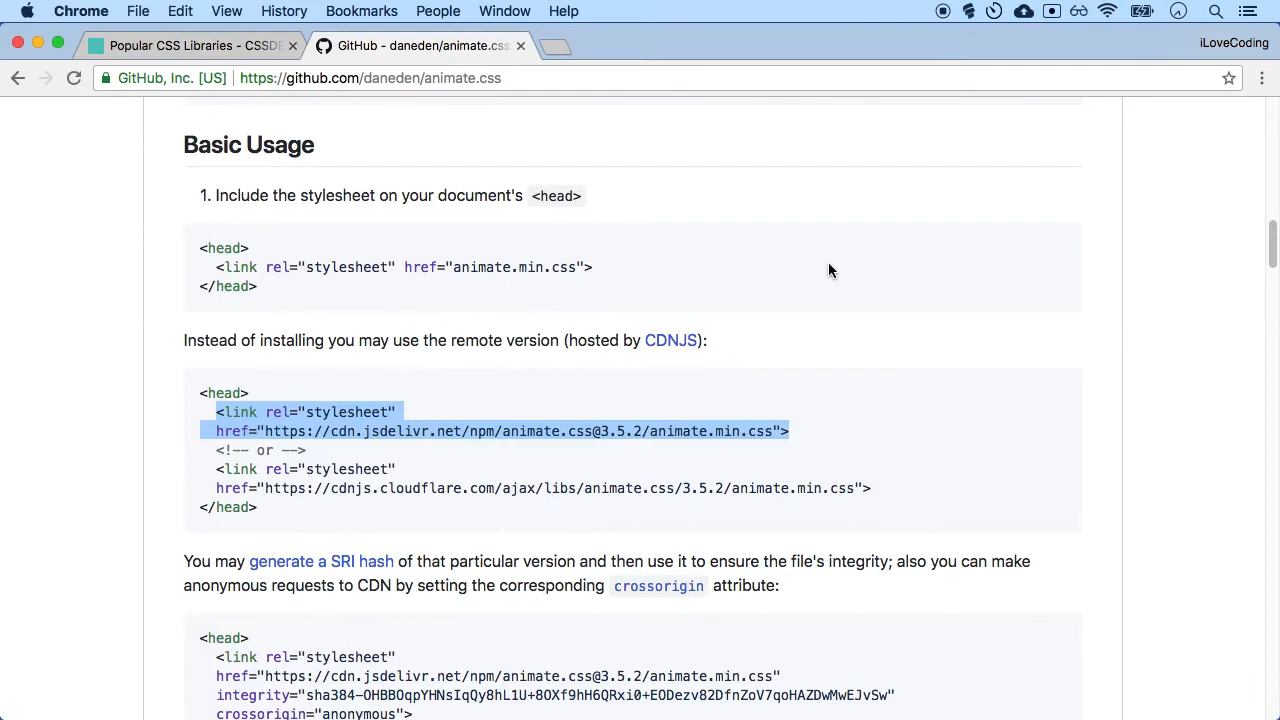 Chrome File Edit View History Bookmarks People Window Help
Popular CSS Libraries - CSSDE GitHub - daneden/animate.css: iLoveCoding
GitHub, Inc. [US] https://github.com/daneden/animate.css
Basic Usage
1. Include the stylesheet on your document's <head>
<head>
<link rel="stylesheet" href="animate.min.css">
</head>
Instead of installing you may use the remote version (hosted by CDNJS):
<head>
<link rel="stylesheet"
href="https://cdn.jsdelivr.net/npm/animate.css@3.5.2/animate.min.css">
<!-- or -->
<link rel="stylesheet"
href="https://cdnjs.cloudflare.com/ajax/libs/animate.css/3.5.2/animate.min.css">
</head>
You may generate a SRI hash of that particular version and then use it to ensure the file's integrity; also you can make
anonymous requests to CDN by setting the corresponding crossorigin attribute:
<head>
<link rel="stylesheet"
href="https://cdn.jsdelivr.net/npm/animate.css@3.5.2/animate.min.css"
integrity="sha384-OHBBOqpYHNsIqQy8hL1U+8OXf9hH6QRxi0+EODezv82DfnZoV7qoHAZDwMwEJvSw"
crossorigin="anonymous">